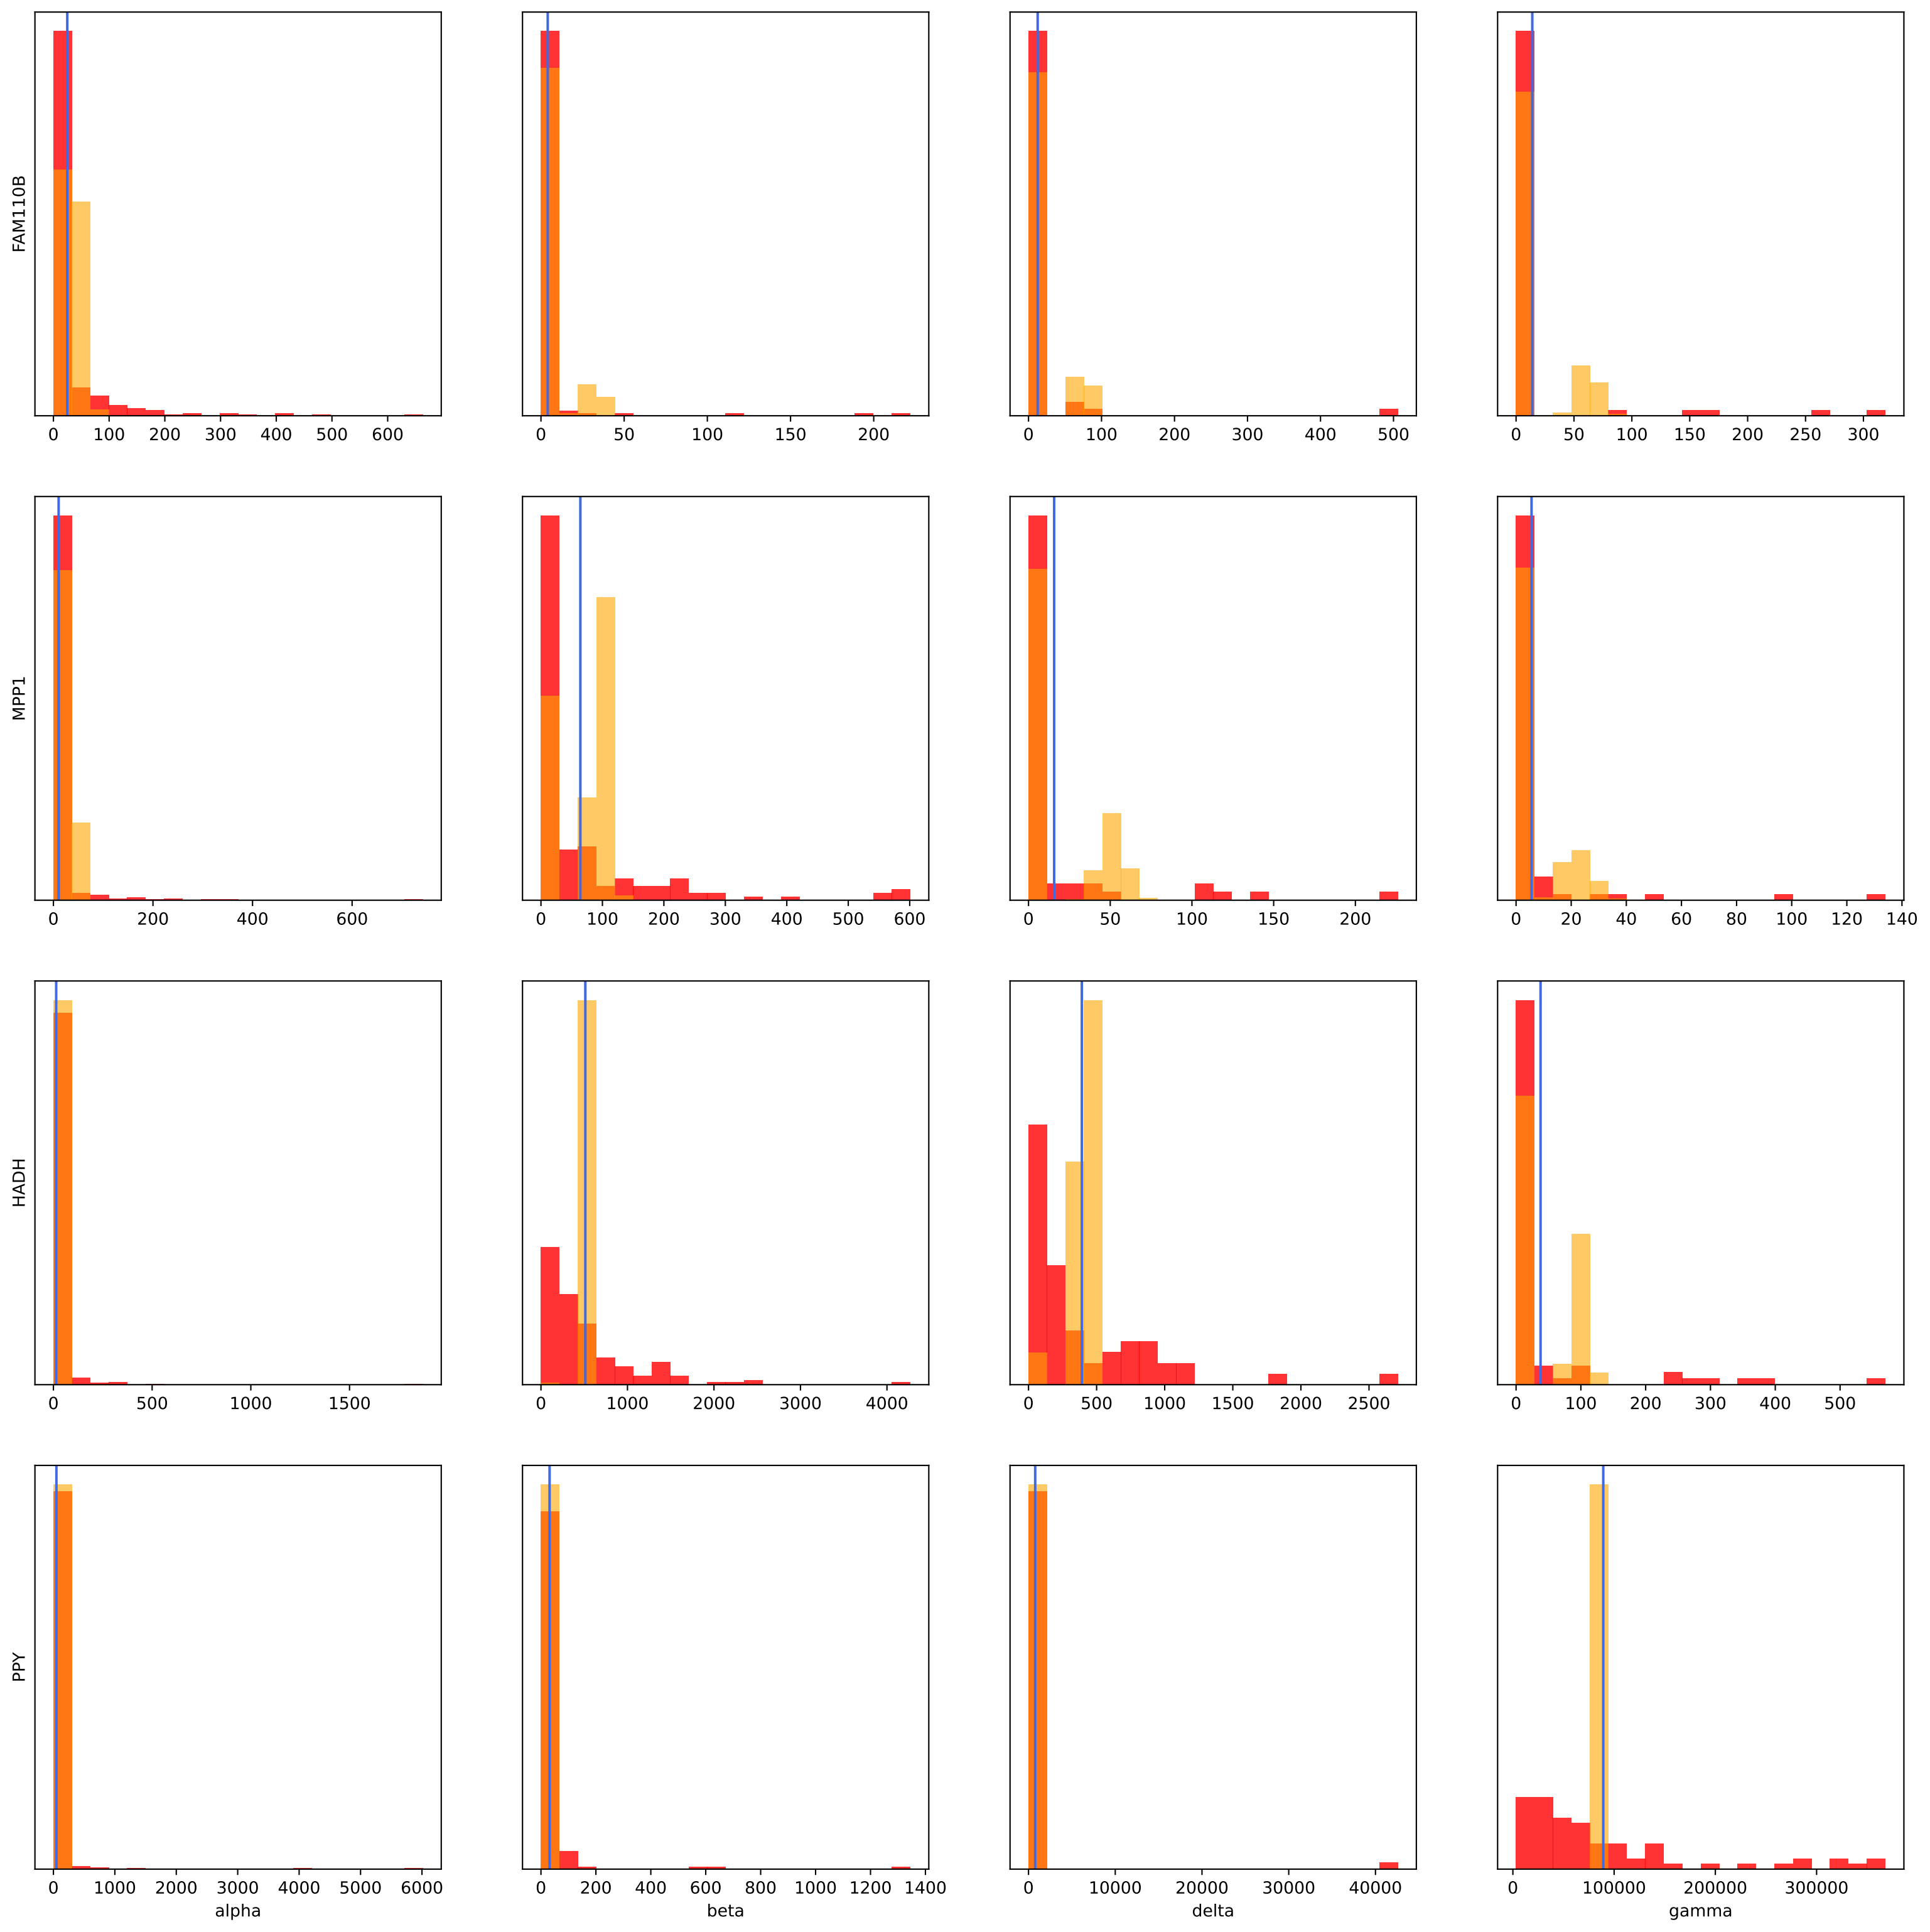 FAM110B
0 100 200 300 400 500 600
0 50 100 150 200
0 100 200 300 400 500
0 50 100 150 200 250 300
MPP1
0 200 400 600
0 100 200 300 400 500 600
0 50 100 150 200
0 20 40 60 80 100 120 140
HADH
0 500 1000 1500
0 1000 2000 3000 4000
0 500 1000 1500 2000 2500
0 100 200 300 400 500
PPY
0 1000 2000 3000 4000 5000 6000
0 200 400 600 800 1000 1200 1400
0 10000 20000 30000 40000
0 100000 200000 300000
alpha
beta
delta
gamma